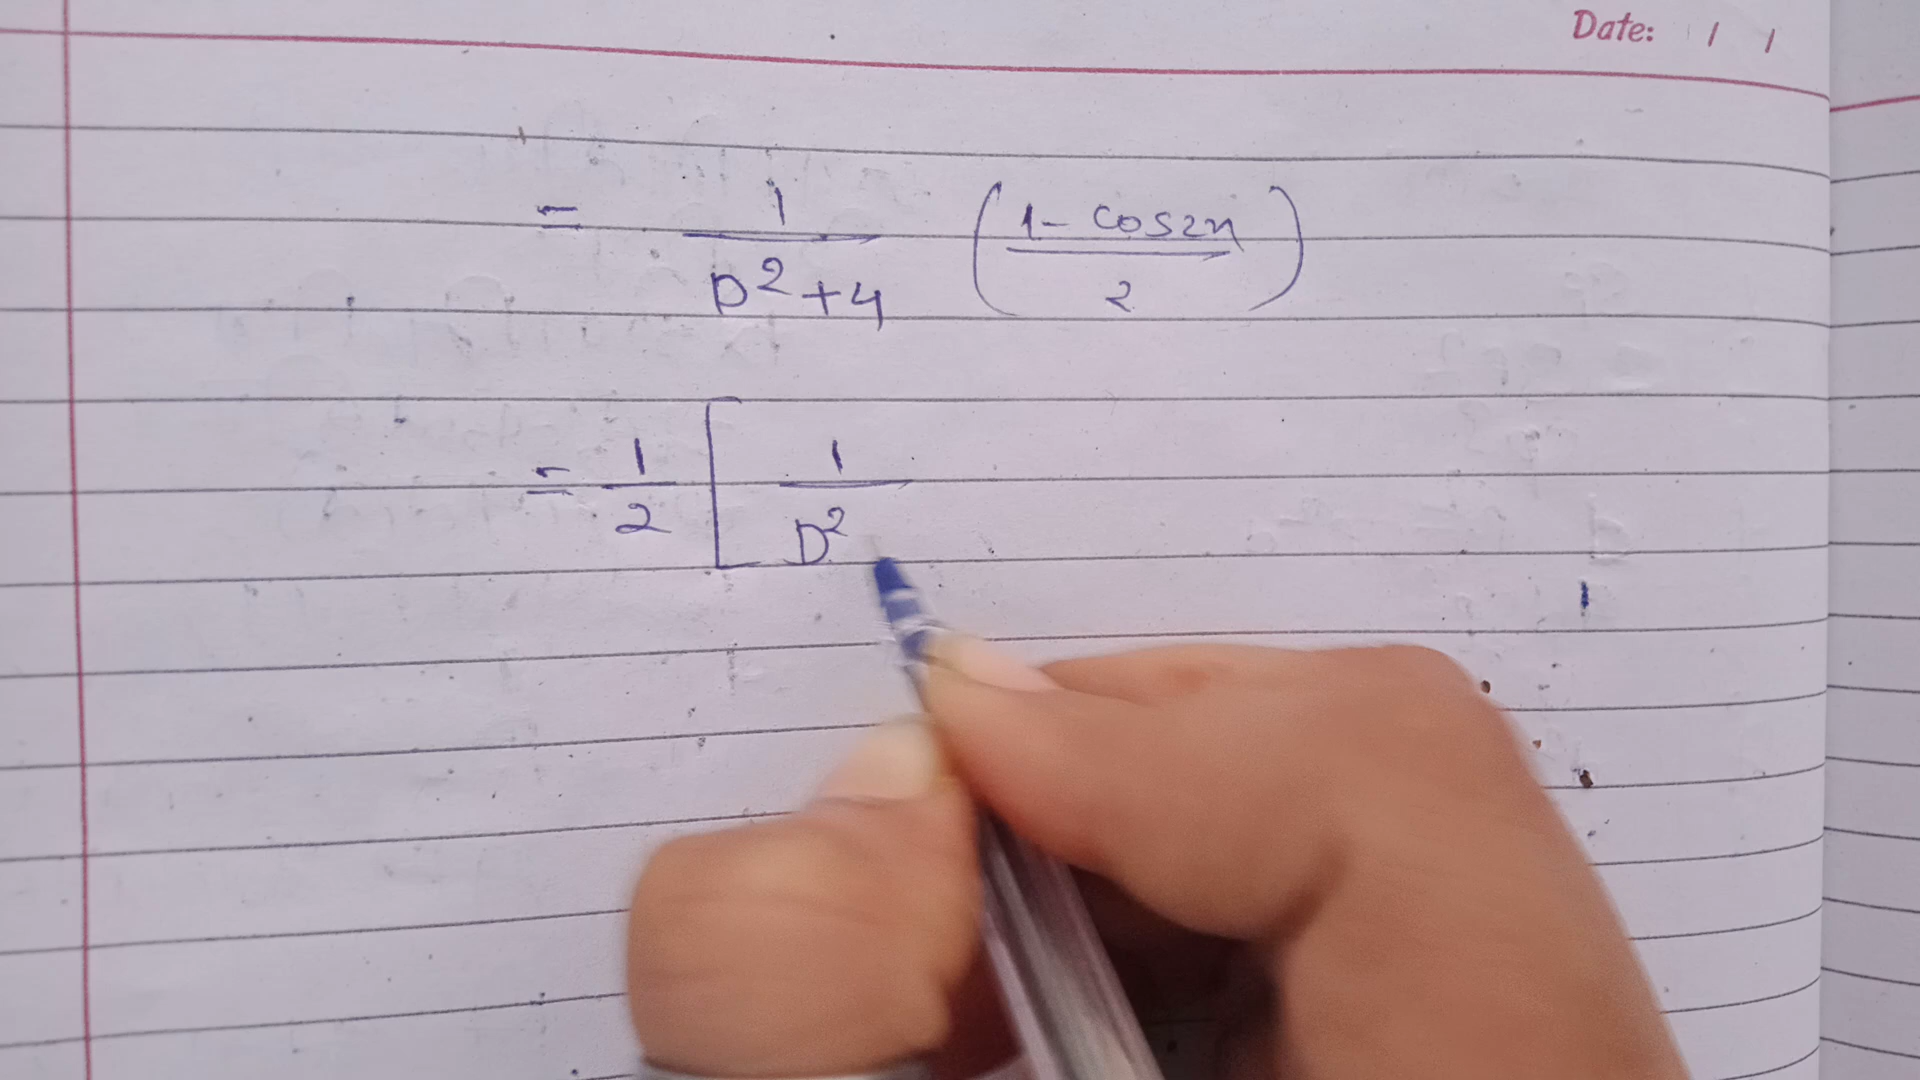 Date: / /
= 1/(D²+4) ((1-cos2x)/2)
= 1/2 [ 1/D²